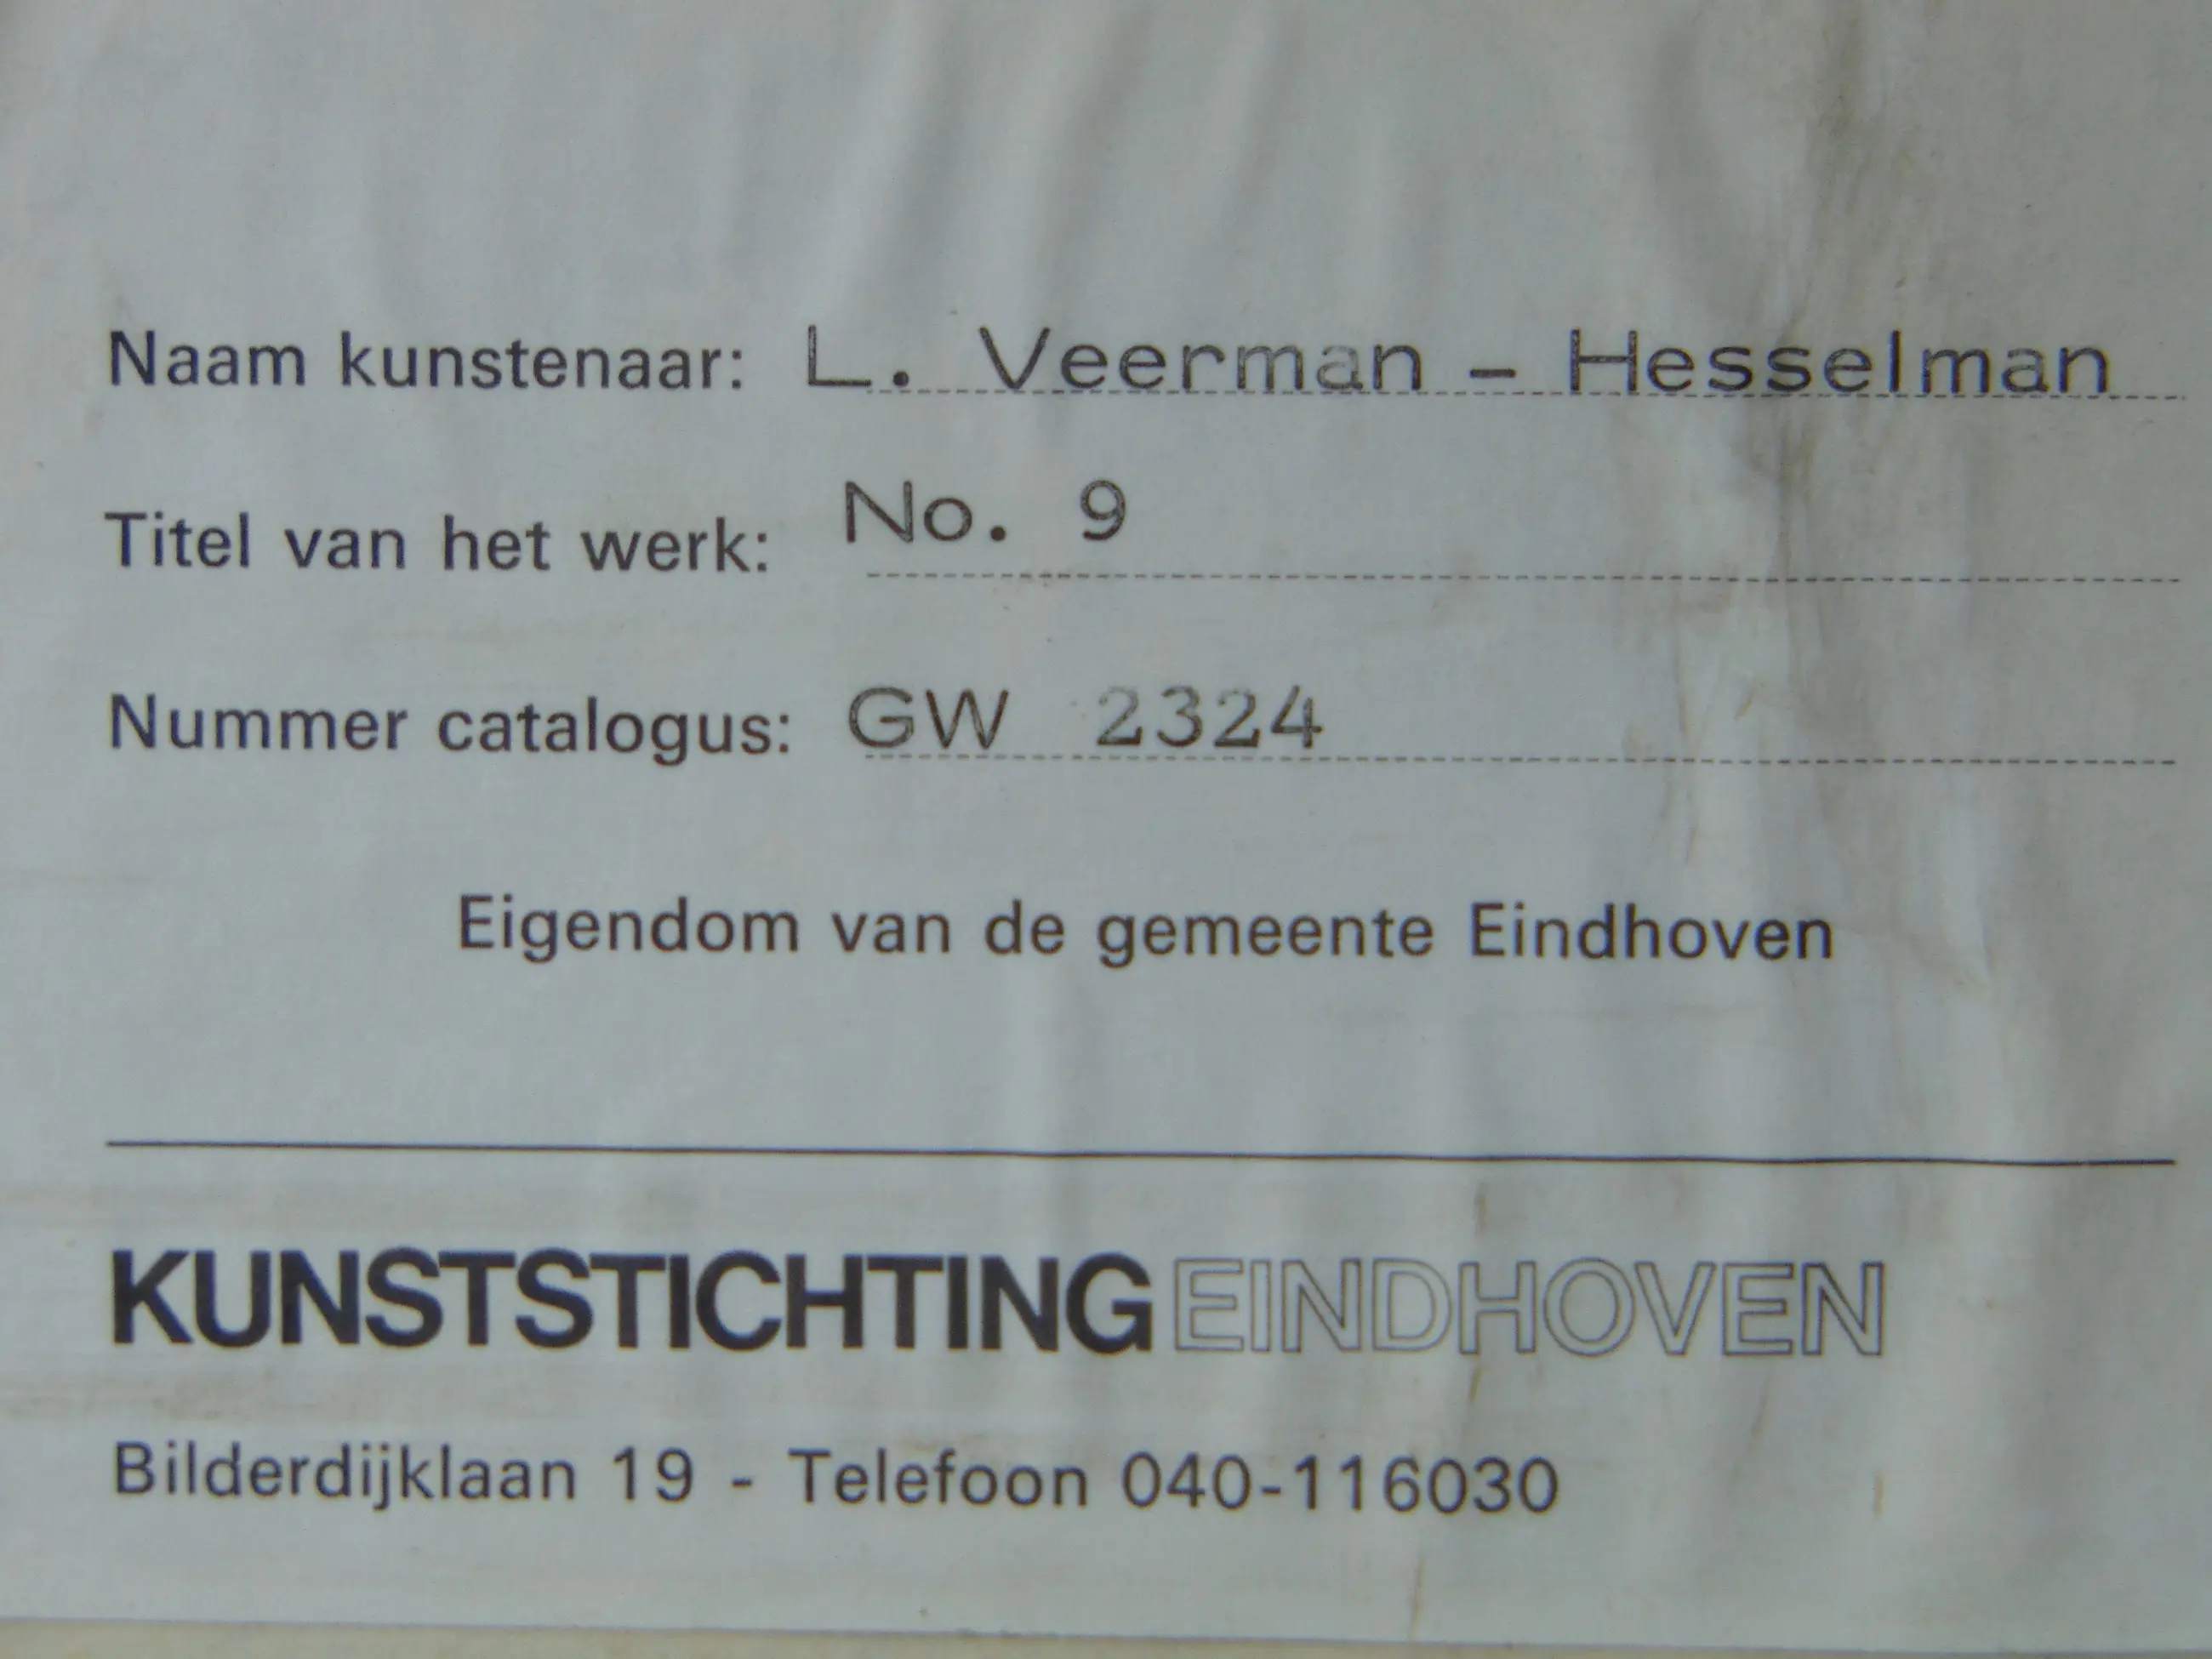 Naam kunstenaar: L. Veerman - Hesselman
Titel van het werk: No. 9
Nummer catalogus: GW 2324
Eigendom van de gemeente Eindhoven
KUNSTSTICHTING EINDHOVEN
Bilderdijklaan 19 - Telefoon 040-116030